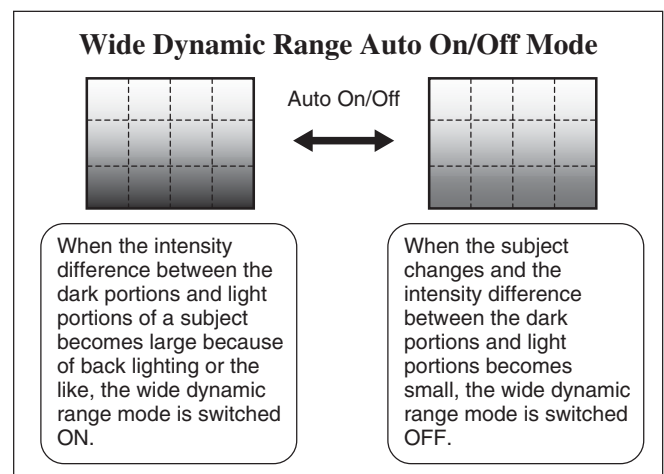 Wide Dynamic Range Auto On/Off Mode
Auto On/Off
When the intensity
difference between the
dark portions and light
portions of a subject
becomes large because
of back lighting or the
like, the wide dynamic
range mode is switched
ON.
When the subject
changes and the
intensity difference
between the dark
portions and light
portions becomes
small, the wide dynamic
range mode is switched
OFF.